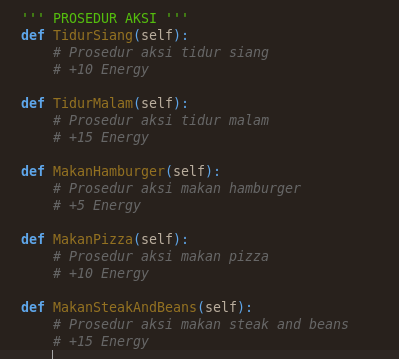 ''' PROSEDUR AKSI '''
def TidurSiang(self):
# Prosedur aksi tidur siang
# +10 Energy
def TidurMalam(self):
# Prosedur aksi tidur malam
# +15 Energy
def MakanHamburger(self):
# Prosedur aksi makan hamburger
# +5 Energy
def MakanPizza(self):
# Prosedur aksi makan pizza
# +10 Energy
def MakanSteakAndBeans(self):
# Prosedur aksi makan steak and beans
# +15 Energy